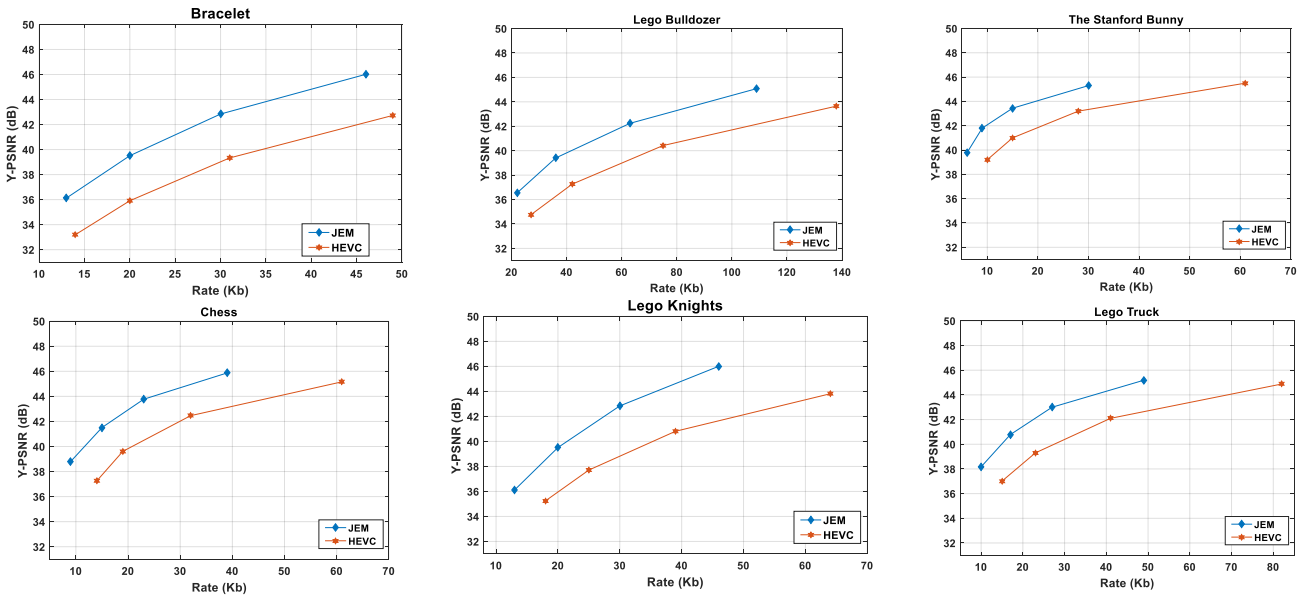 Bracelet
50
48
46
44
42
40
38
36
34
32
Y-PSNR (dB)
10 15 20 25 30 35 40 45 50
Rate (Kb)
JEM
HEVC
Lego Bulldozer
50
48
46
44
42
40
38
36
34
32
Y-PSNR (dB)
20 40 60 80 100 120 140
Rate (Kb)
JEM
HEVC
The Stanford Bunny
50
48
46
44
42
40
38
36
34
32
Y-PSNR (dB)
10 20 30 40 50 60 70
Rate (Kb)
JEM
HEVC
Chess
50
48
46
44
42
40
38
36
34
32
Y-PSNR (dB)
10 20 30 40 50 60 70
Rate (Kb)
JEM
HEVC
Lego Knights
50
48
46
44
42
40
38
36
34
32
Y-PSNR (dB)
10 20 30 40 50 60 70
Rate (Kb)
JEM
HEVC
Lego Truck
50
48
46
44
42
40
38
36
34
32
Y-PSNR (dB)
10 20 30 40 50 60 70 80
Rate (Kb)
JEM
HEVC